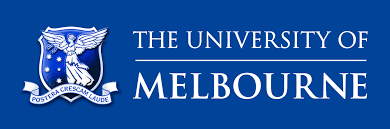 THE UNIVERSITY OF
MELBOURNE
POSTERA CRESCAM LAUDE